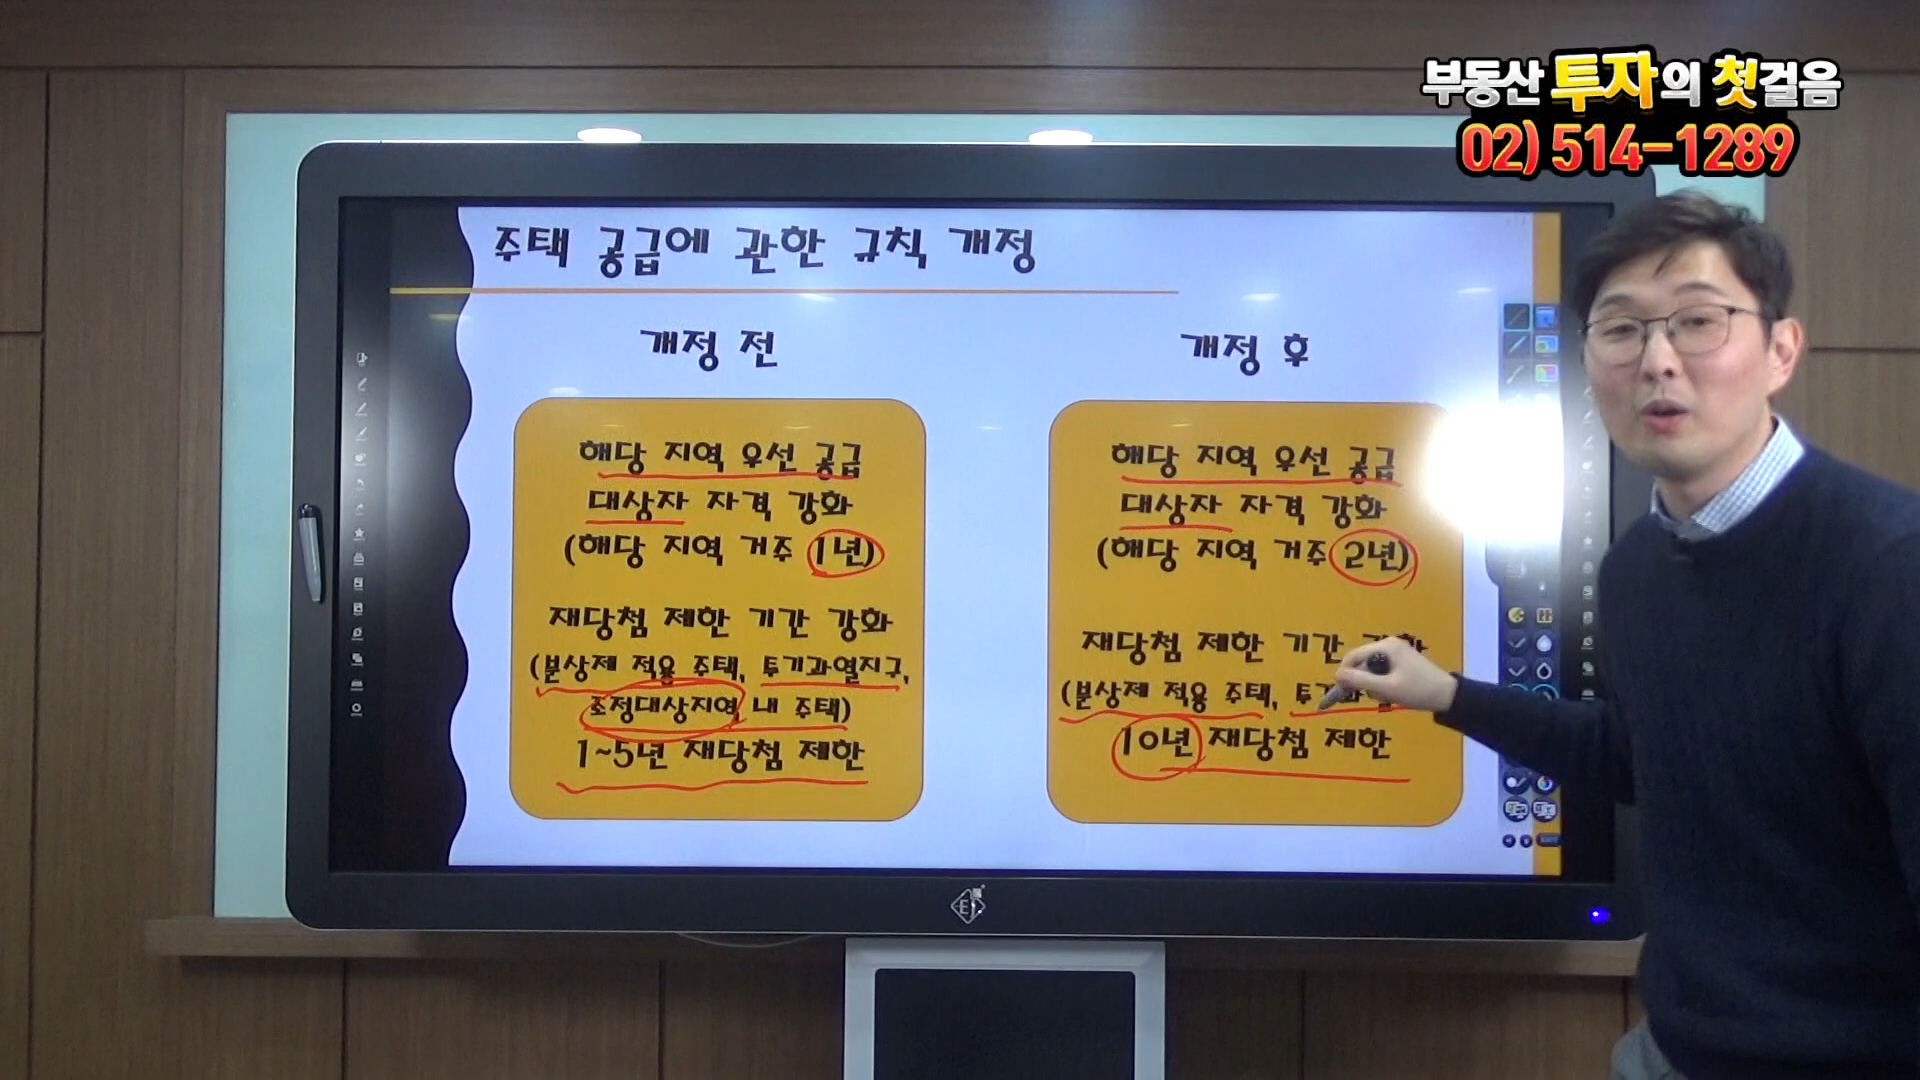 부동산 투자의 첫걸음
02) 514-1289
주택 공급에 관한 규칙 개정
개정 전
해당 지역 우선 공급
대상자 자격 강화
(해당 지역 거주 1년)
재당첨 제한 기간 강화
(분상제 적용 주택, 투기과열지구,
조정대상지역 내 주택)
1~5년 재당첨 제한
개정 후
해당 지역 우선 공급
대상자 자격 강화
(해당 지역 거주 2년)
재당첨 제한 기간
(분상제 적용 주택,
10년 재당첨 제한